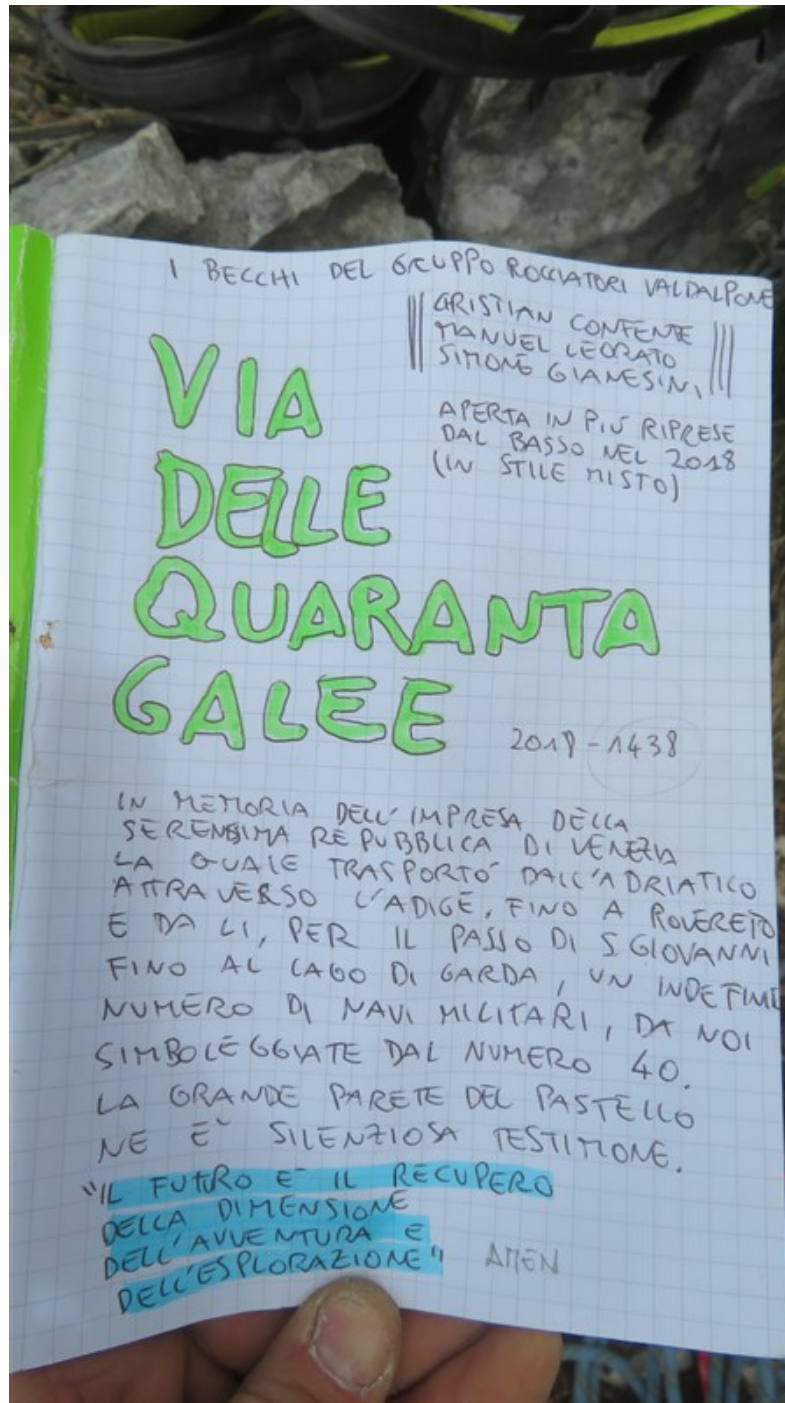 I BECCHI DEL GRUPPO ROCCIATORI VALDALPONE
CRISTIAN CONFENTE
MANUEL LEORATO
SIMONE GIANESINI
APERTA IN PIÙ RIPRESE
DAL BASSO NEL 2018
(IN STILE MISTO)
VIA
DELLE
QUARANTA
GALEE
2018 - 1438
IN MEMORIA DELL'IMPRESA DELLA
SERENISIMA REPUBBLICA DI VENEZIA
LA QUALE TRASPORTÒ DALL'ADRIATICO
ATTRAVERSO L'ADIGE, FINO A ROVERETO
E DA LI, PER IL PASSO DI S GIOVANNI
FINO AL LAGO DI GARDA, UN INDEFINI
NUMERO DI NAVI MILITARI, DA NOI
SIMBOLEGGIATE DAL NUMERO 40.
LA GRANDE PARETE DEL PASTELLO
NE È SILENZIOSA TESTIMONE.
"IL FUTURO È IL RECUPERO
DELLA DIMENSIONE
DELL'AVVENTURA E
DELL'ESPLORAZIONE" AMEN